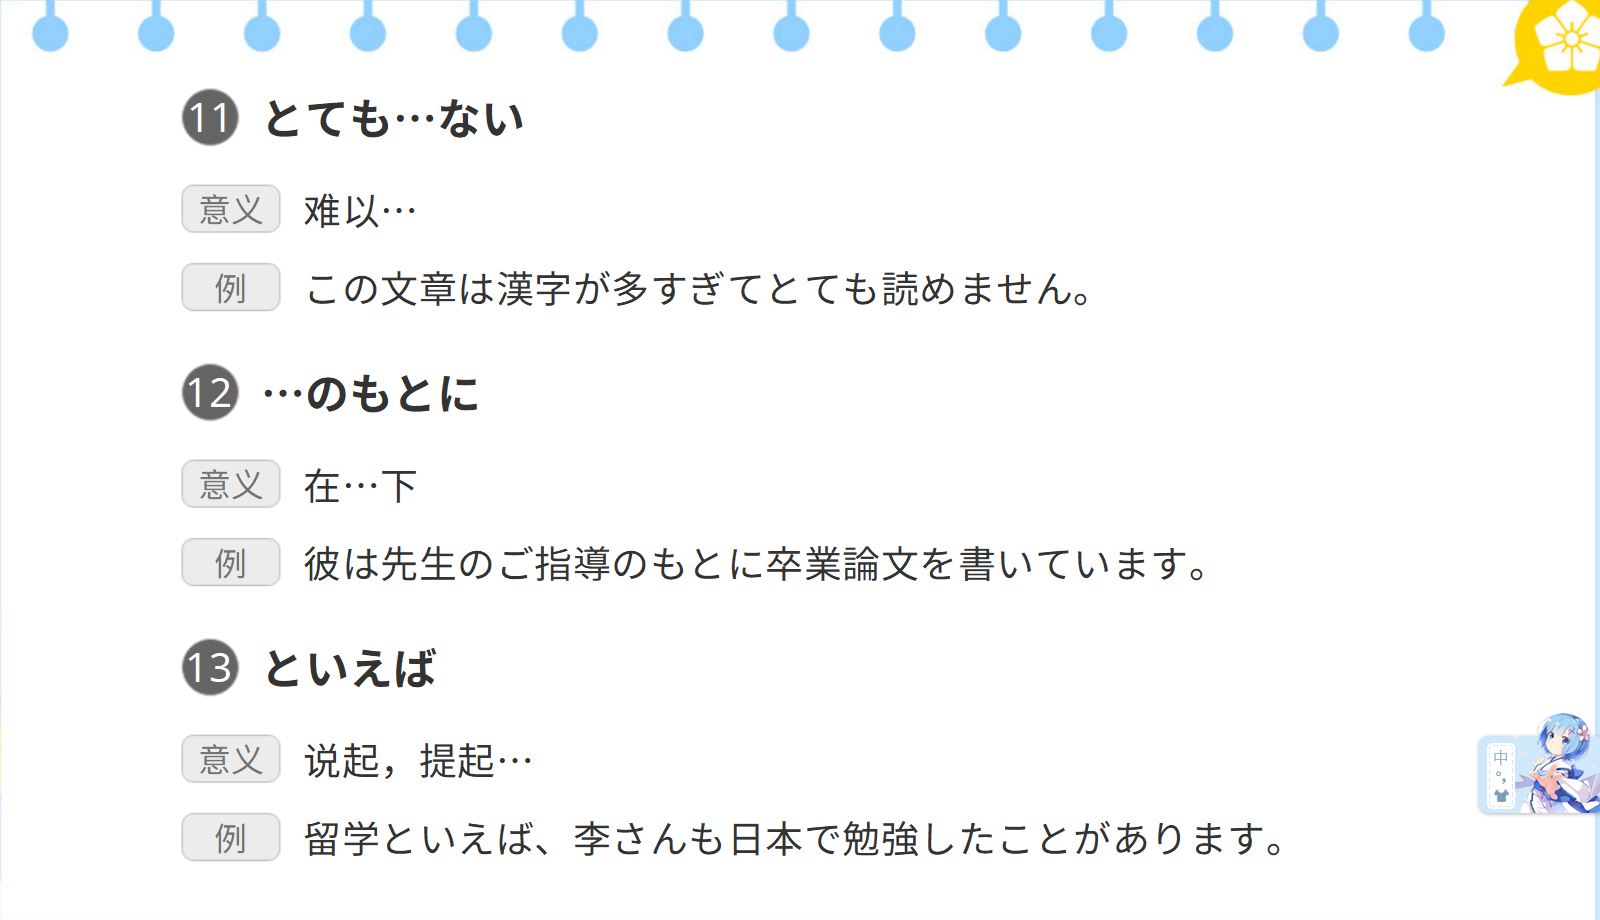 11 とても…ない
意义 难以…
例 この文章は漢字が多すぎてとても読めません。
12 …のもとに
意义 在…下
例 彼は先生のご指導のもとに卒業論文を書いています。
13 といえば
意义 说起，提起…
例 留学といえば、李さんも日本で勉強したことがあります。
中
°,